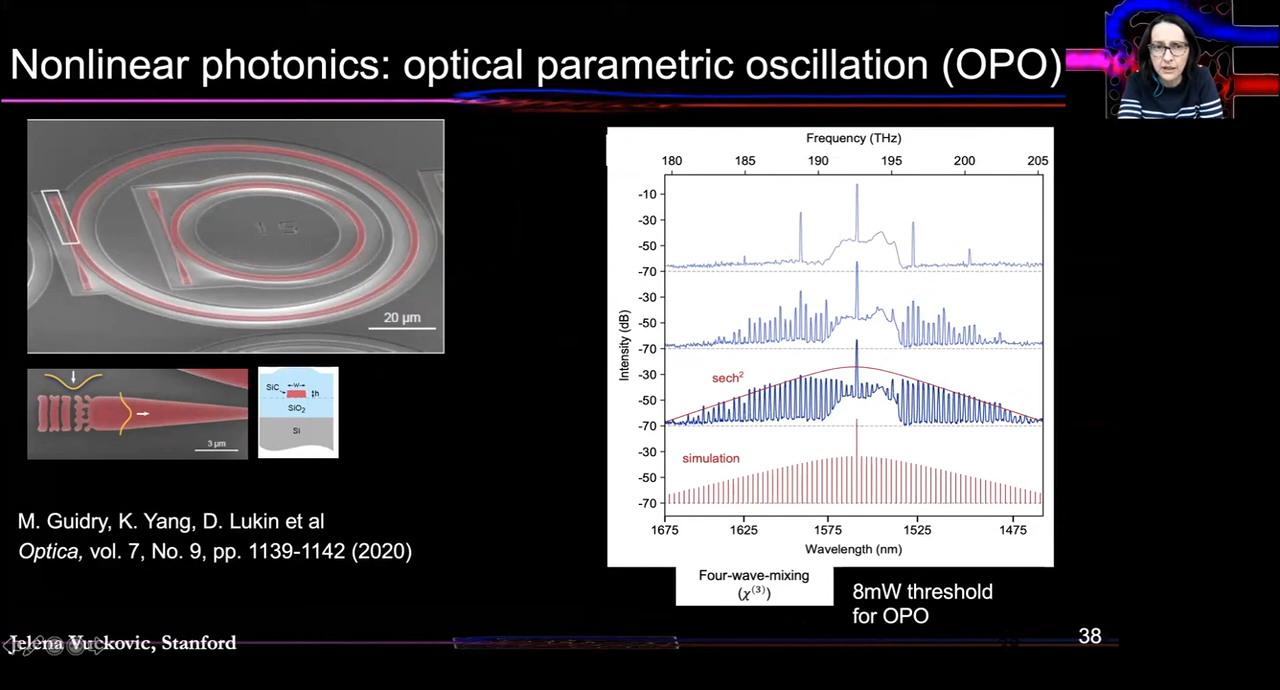 Nonlinear photonics: optical parametric oscillation (OPO)
15
20 μm
3 μm
SiC
w
h
SiO2
Si
M. Guidry, K. Yang, D. Lukin et al
Optica, vol. 7, No. 9, pp. 1139-1142 (2020)
Frequency (THz)
180 185 190 195 200 205
Intensity (dB)
-10
-30
-50
-70
-30
-50
-70
sech²
-30
-50
-70
simulation
-30
-50
-70
1675 1625 1575 1525 1475
Wavelength (nm)
Four-wave-mixing
(χ⁽³⁾)
8mW threshold
for OPO
Jelena Vuckovic, Stanford
38